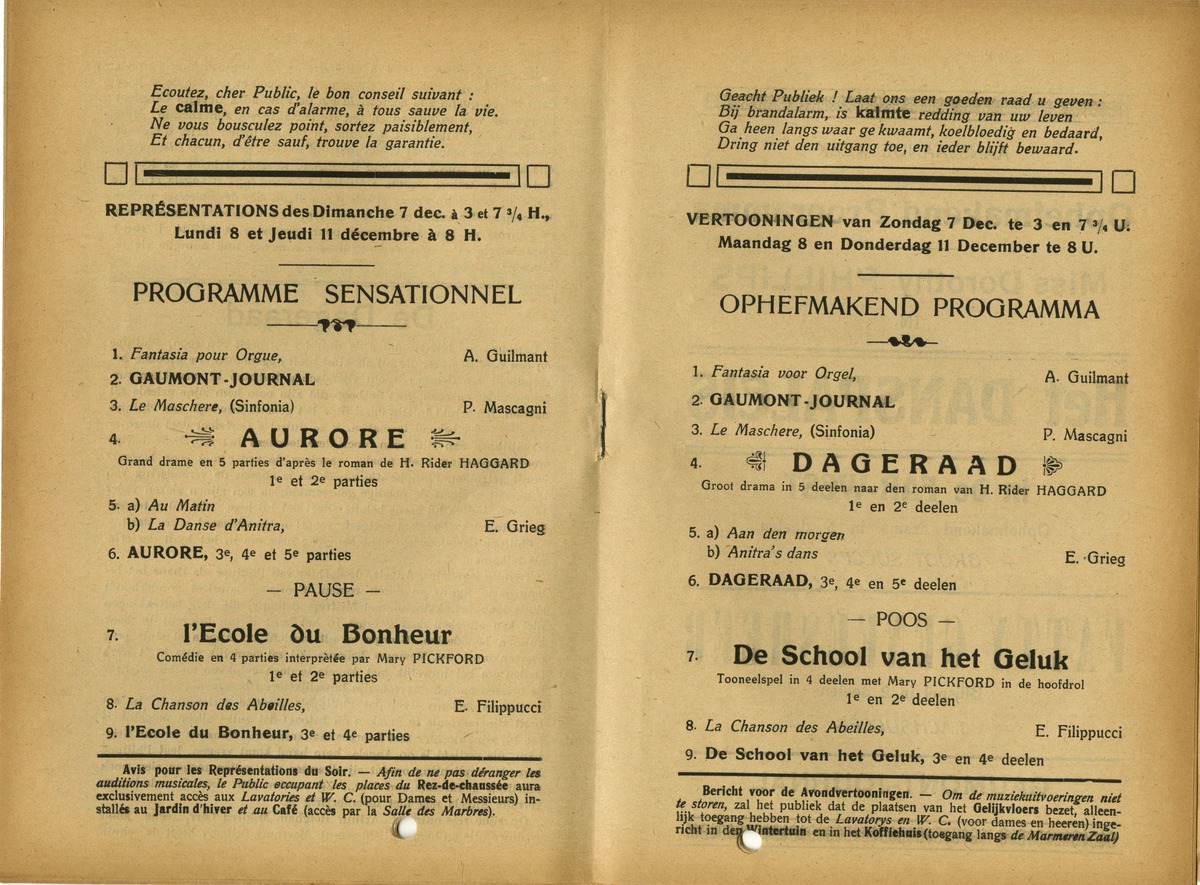 Ecoutez, cher Public, le bon conseil suivant :
Le calme, en cas d'alarme, à tous sauve la vie.
Ne vous bousculez point, sortez paisiblement,
Et chacun, d'être sauf, trouve la garantie.
REPRÉSENTATIONS des Dimanche 7 dec. à 3 et 7 3/4 H.,
Lundi 8 et Jeudi 11 décembre à 8 H.
PROGRAMME SENSATIONNEL
1. Fantasia pour Orgue, A. Guilmant
2. GAUMONT-JOURNAL
3. Le Maschere, (Sinfonia) P. Mascagni
4. AURORE
Grand drame en 5 parties d'après le roman de H. Rider HAGGARD
1e et 2e parties
5. a) Au Matin
b) La Danse d'Anitra, E. Grieg
6. AURORE, 3e, 4e et 5e parties
— PAUSE —
7. l'Ecole du Bonheur
Comédie en 4 parties interprètée par Mary PICKFORD
1e et 2e parties
8. La Chanson des Abeilles, E. Filippucci
9. l'Ecole du Bonheur, 3e et 4e parties
Avis pour les Représentations du Soir. — Afin de ne pas déranger les
auditions musicales, le Public occupant les places du Rez-de-chaussée aura
exclusivement accès aux Lavatories et W. C. (pour Dames et Messieurs) in-
stallés au Jardin d'hiver et au Café (accès par la Salle des Marbres).
Geacht Publiek ! Laat ons een goeden raad u geven :
Bij brandalarm, is kalmte redding van uw leven
Ga heen langs waar ge kwaamt, koelbloedig en bedaard,
Dring niet den uitgang toe, en ieder blijft bewaard.
VERTOONINGEN van Zondag 7 Dec. te 3 en 7 3/4 U.
Maandag 8 en Donderdag 11 December te 8 U.
OPHEFMAKEND PROGRAMMA
1. Fantasia voor Orgel, A. Guilmant
2. GAUMONT-JOURNAL
3. Le Maschere, (Sinfonia) P. Mascagni
4. DAGERAAD
Groot drama in 5 deelen naar den roman van H. Rider HAGGARD
1e en 2e deelen
5. a) Aan den morgen
b) Anitra's dans E. Grieg
6. DAGERAAD, 3e, 4e en 5e deelen
— POOS —
7. De School van het Geluk
Tooneelspel in 4 deelen met Mary PICKFORD in de hoofdrol
1e en 2e deelen
8. La Chanson des Abeilles, E. Filippucci
9. De School van het Geluk, 3e en 4e deelen
Bericht voor de Avondvertooningen. — Om de muziekuitvoeringen niet
te storen, zal het publiek dat de plaatsen van het Gelijkvloers bezet, alleen-
lijk toegang hebben tot de Lavatorys en W. C. (voor dames en heeren) inge-
richt in den Wintertuin en in het Koffiehuis (toegang langs de Marmeren Zaal)